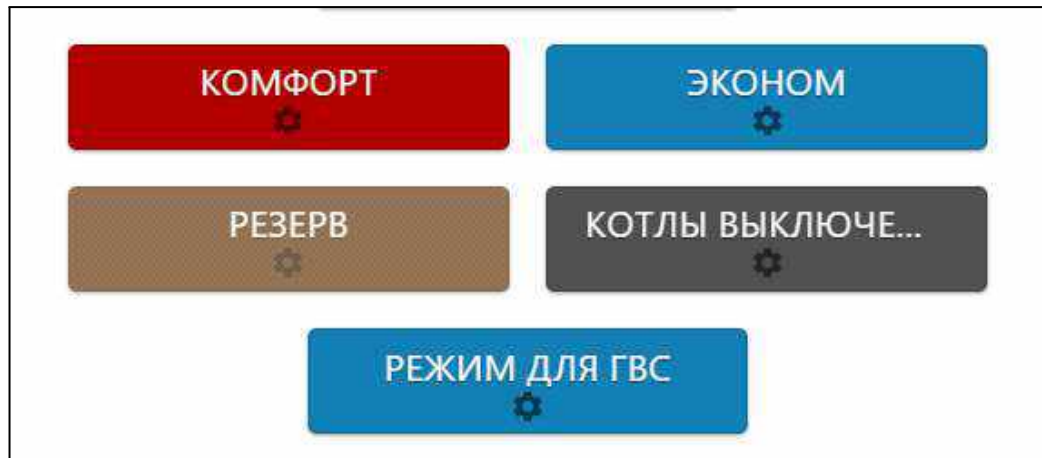 КОМФОРТ
ЭКОНОМ
РЕЗЕРВ
КОТЛЫ ВЫКЛЮЧЕ...
РЕЖИМ ДЛЯ ГВС